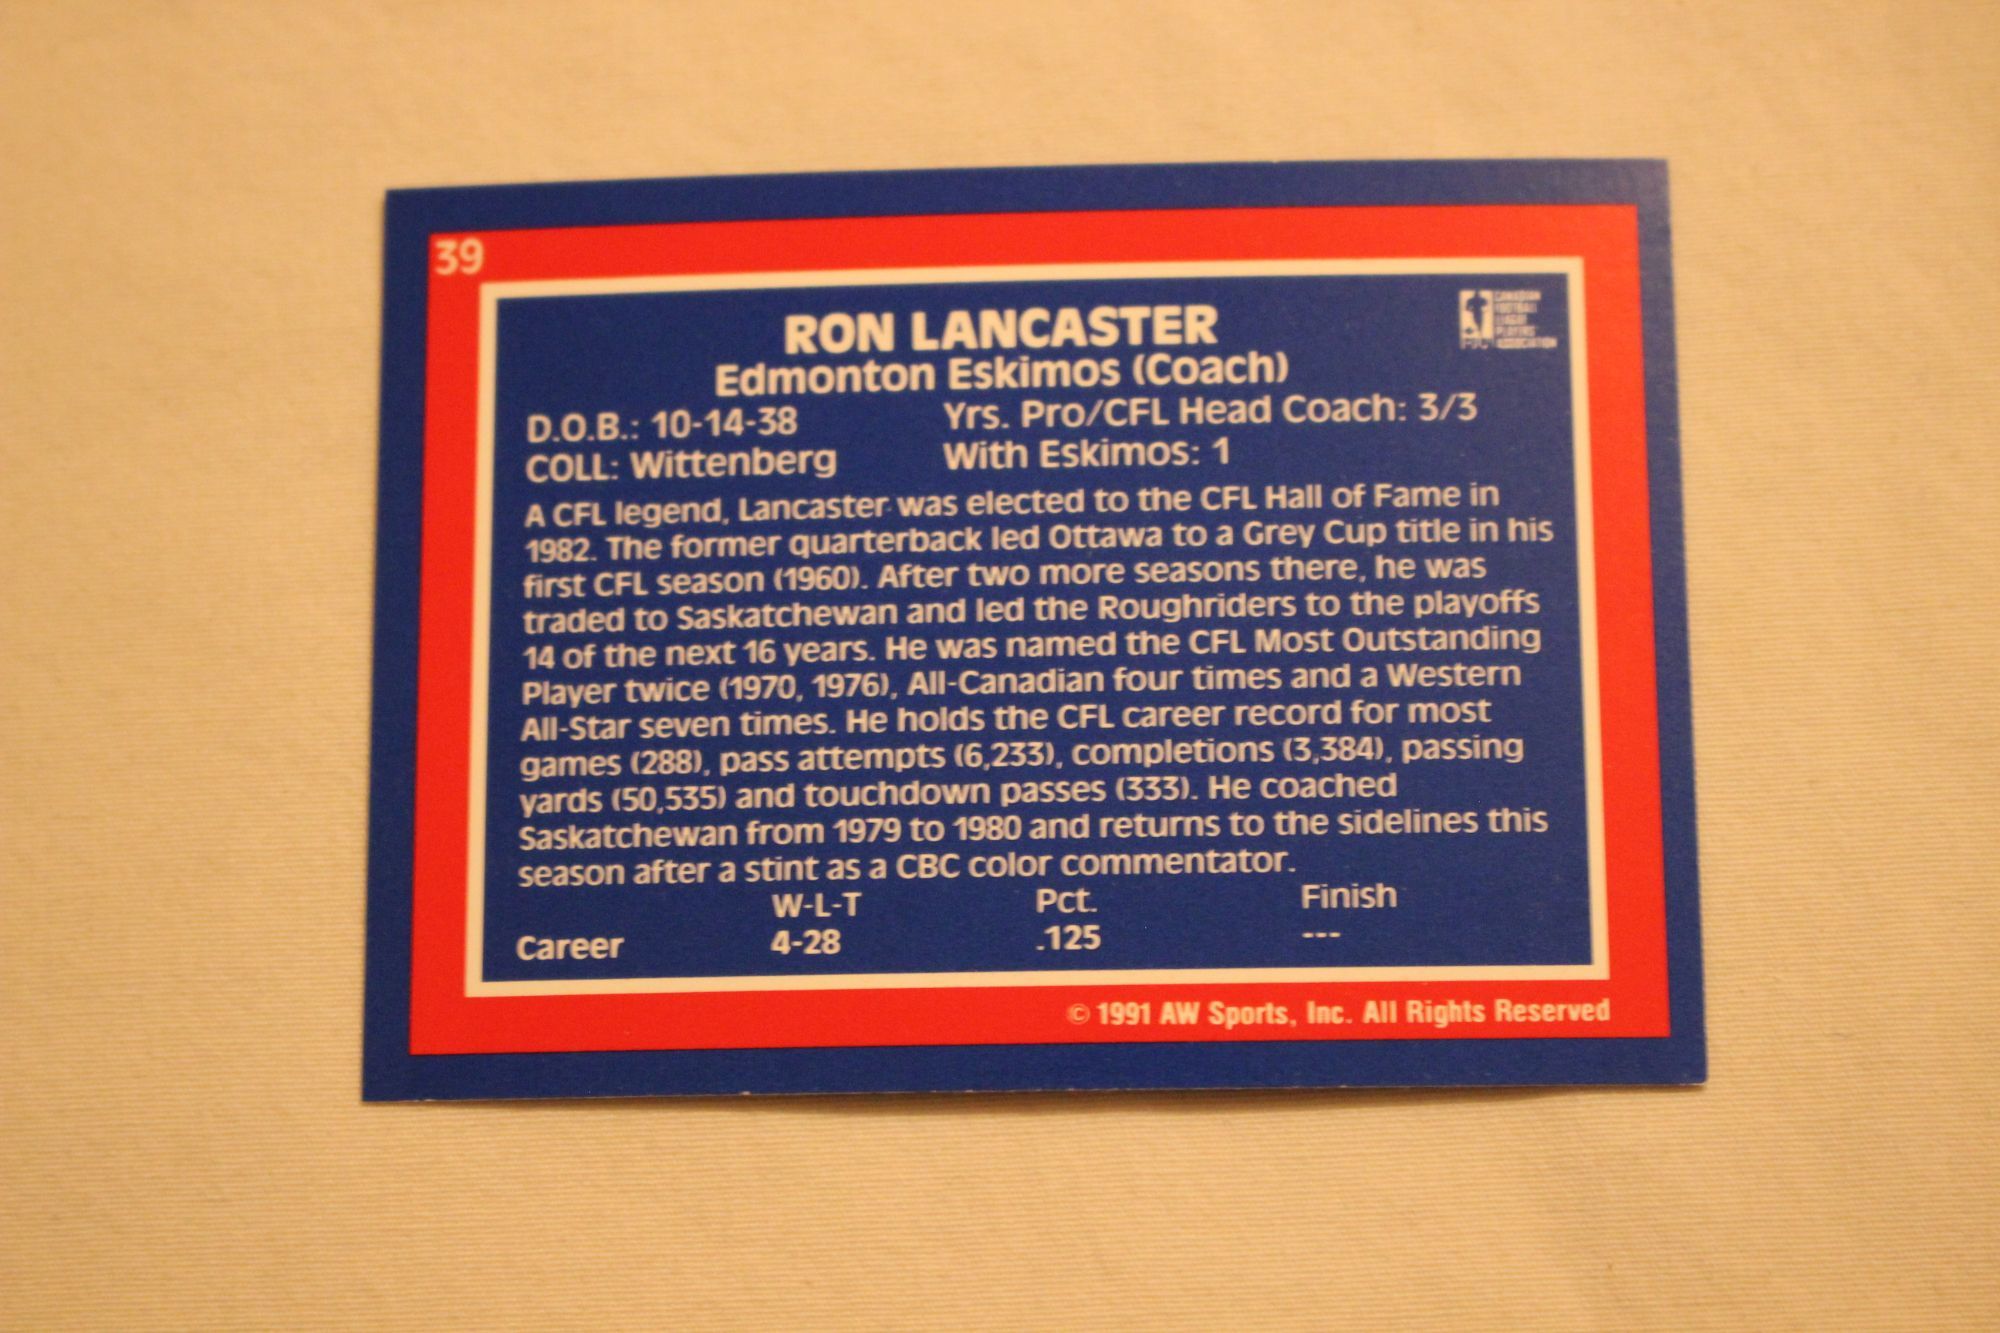 39
RON LANCASTER
CANADIAN
FOOTBALL
LEAGUE
PLAYERS'
ASSOCIATION
Edmonton Eskimos (Coach)
D.O.B.: 10-14-38 Yrs. Pro/CFL Head Coach: 3/3
COLL: Wittenberg With Eskimos: 1
A CFL legend, Lancaster was elected to the CFL Hall of Fame in
1982. The former quarterback led Ottawa to a Grey Cup title in his
first CFL season (1960). After two more seasons there, he was
traded to Saskatchewan and led the Roughriders to the playoffs
14 of the next 16 years. He was named the CFL Most Outstanding
Player twice (1970, 1976), All-Canadian four times and a Western
All-Star seven times. He holds the CFL career record for most
games (288), pass attempts (6,233), completions (3,384), passing
yards (50,535) and touchdown passes (333). He coached
Saskatchewan from 1979 to 1980 and returns to the sidelines this
season after a stint as a CBC color commentator.
W-L-T Pct. Finish
Career 4-28 .125 ---
© 1991 AW Sports, Inc. All Rights Reserved